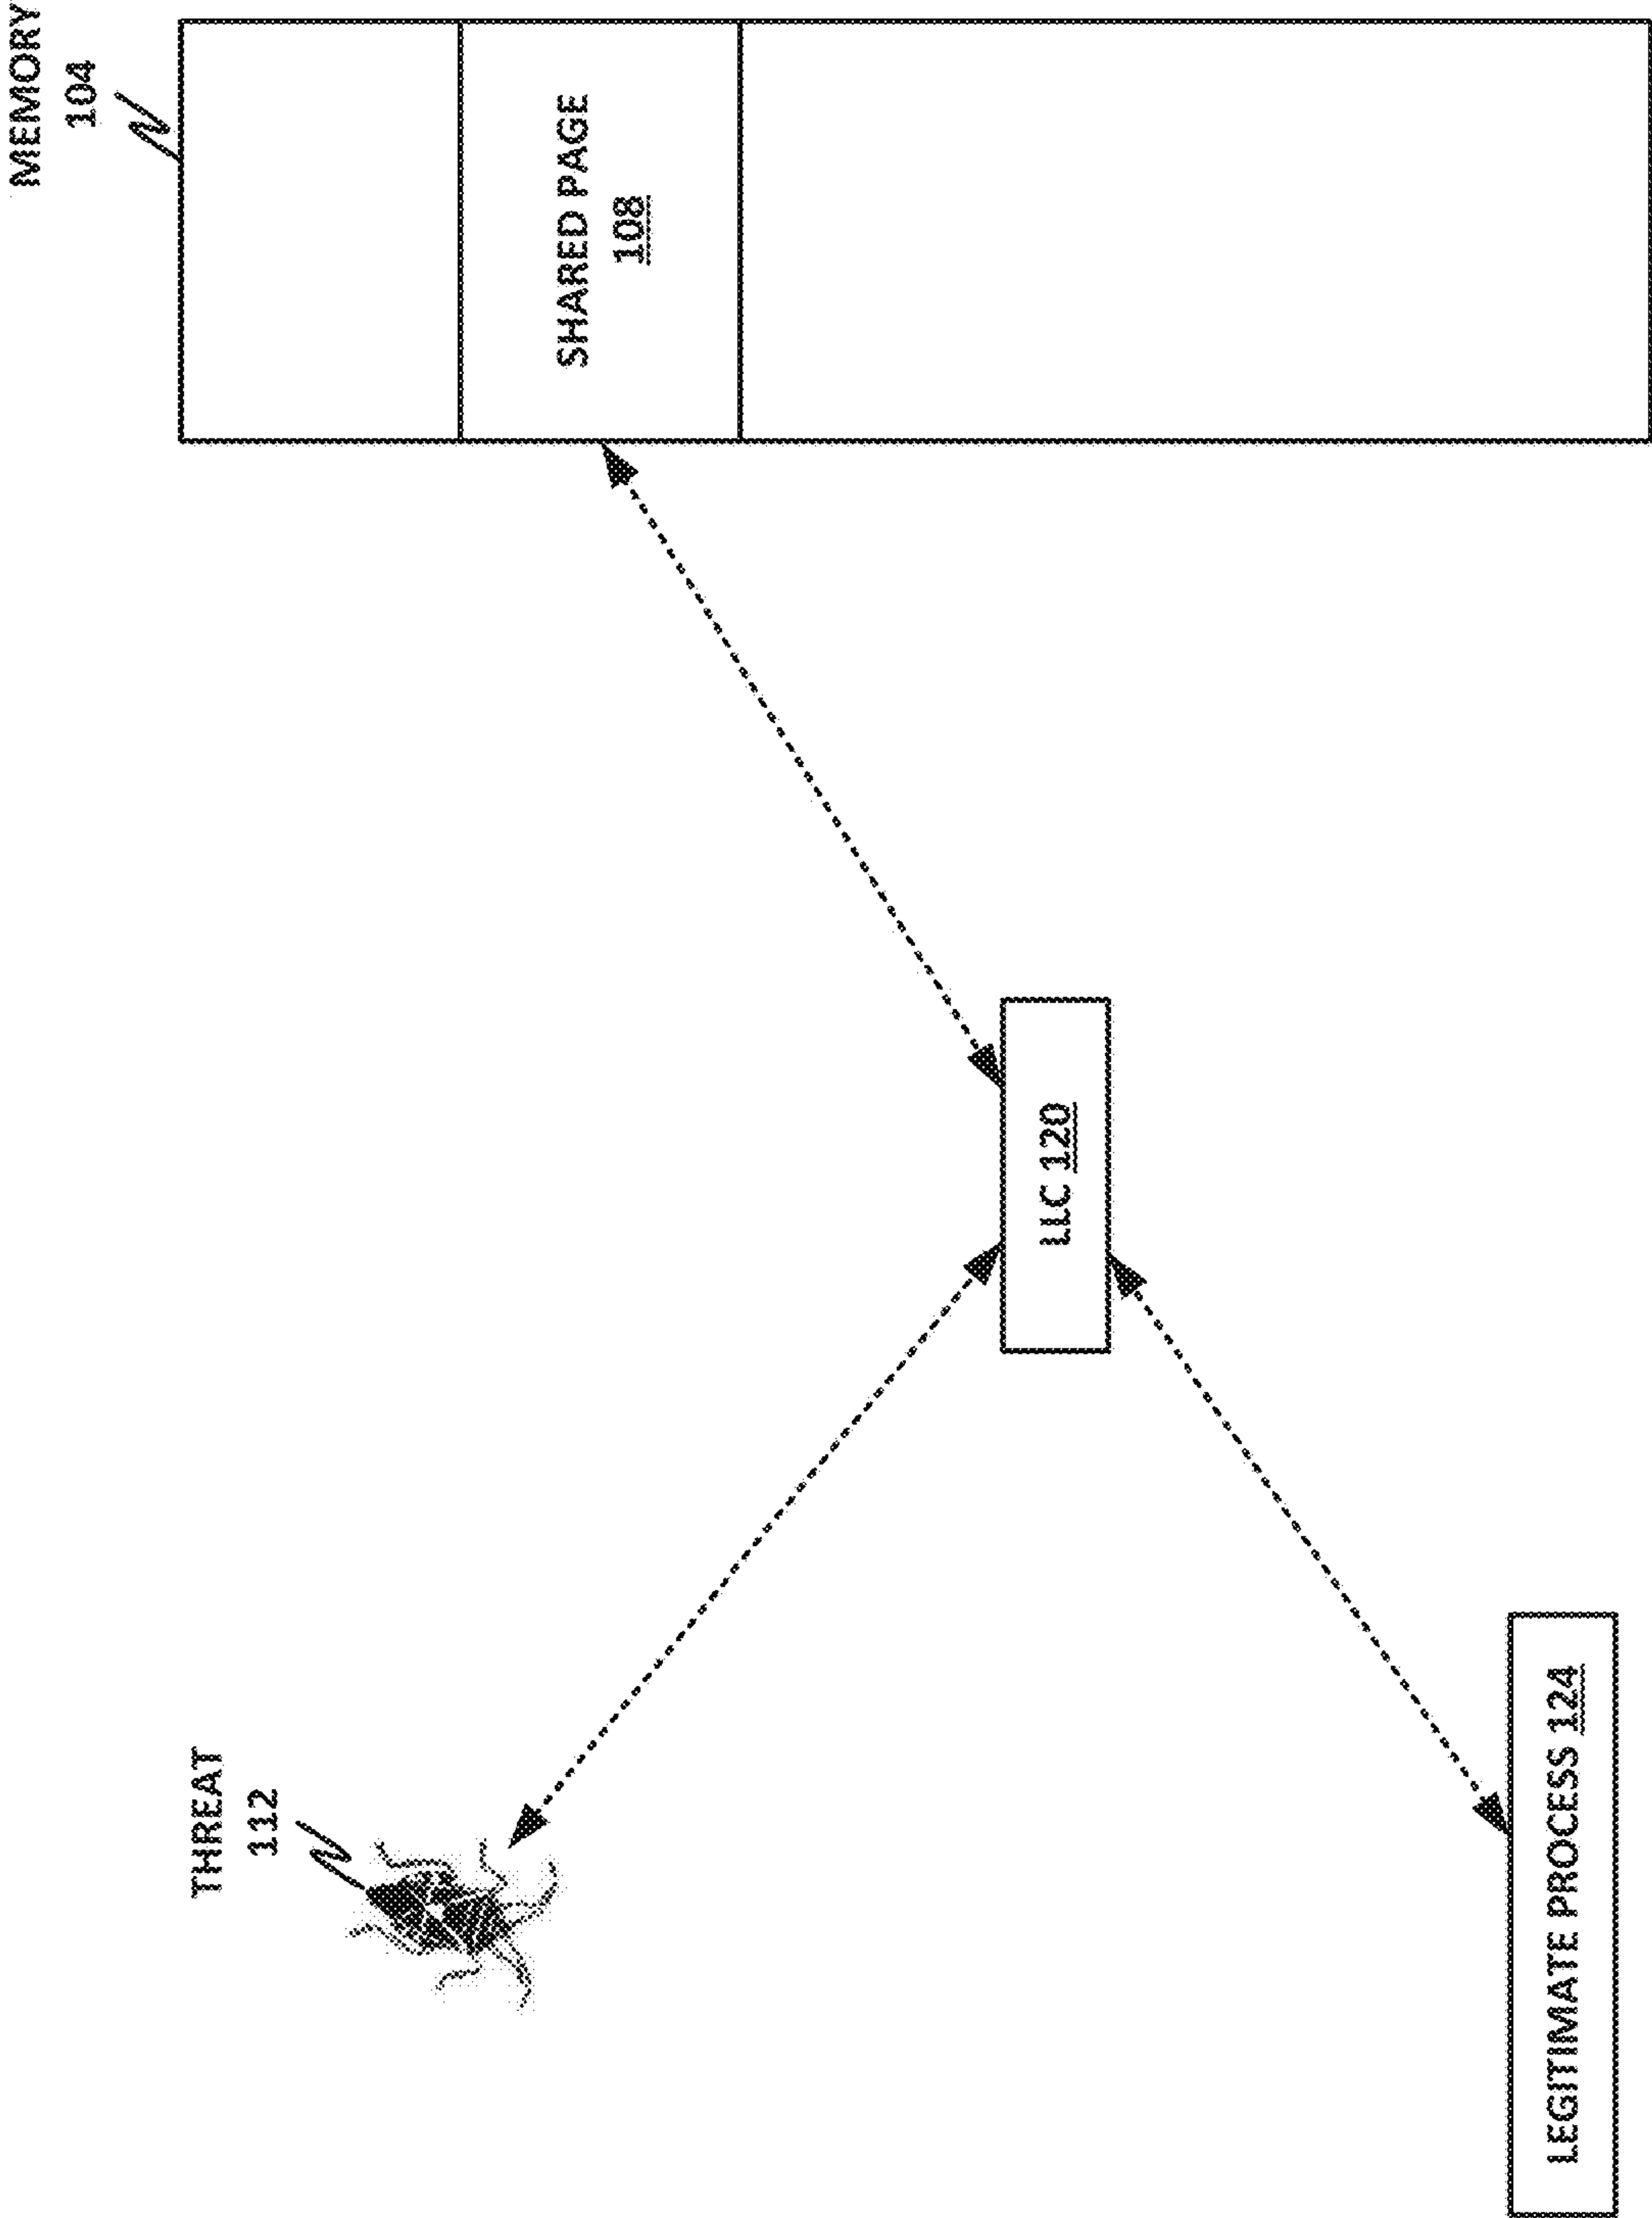 MEMORY
104
SHARED PAGE
108
THREAT
112
LLC 120
LEGITIMATE PROCESS 124